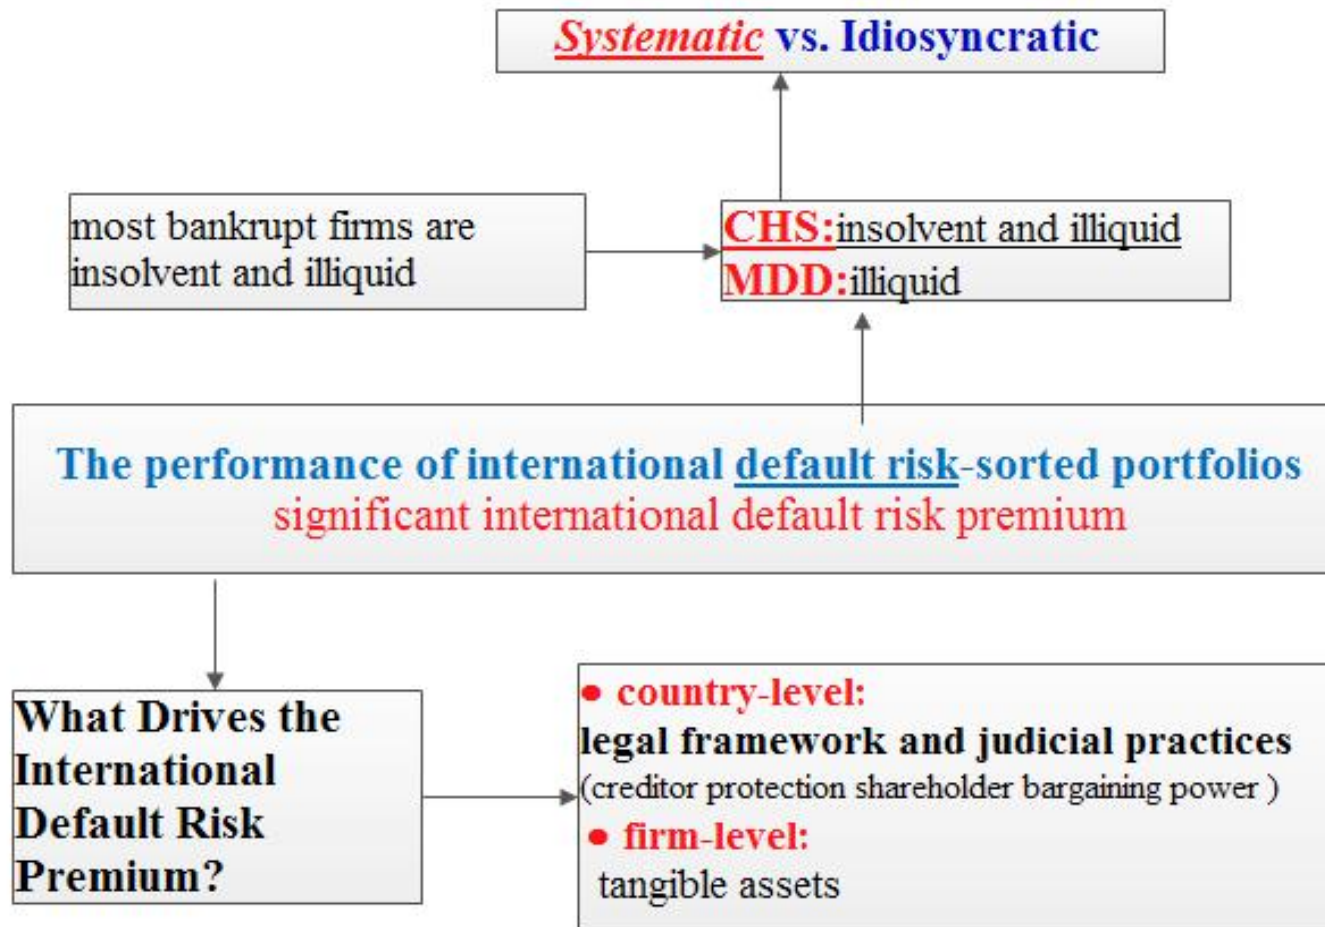 Systematic vs. Idiosyncratic
most bankrupt firms are
insolvent and illiquid
CHS:insolvent and illiquid
MDD:illiquid
The performance of international default risk-sorted portfolios
significant international default risk premium
What Drives the
International
Default Risk
Premium?
• country-level:
legal framework and judicial practices
(creditor protection shareholder bargaining power )
• firm-level:
tangible assets